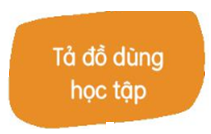 Tả đồ dùng
học tập